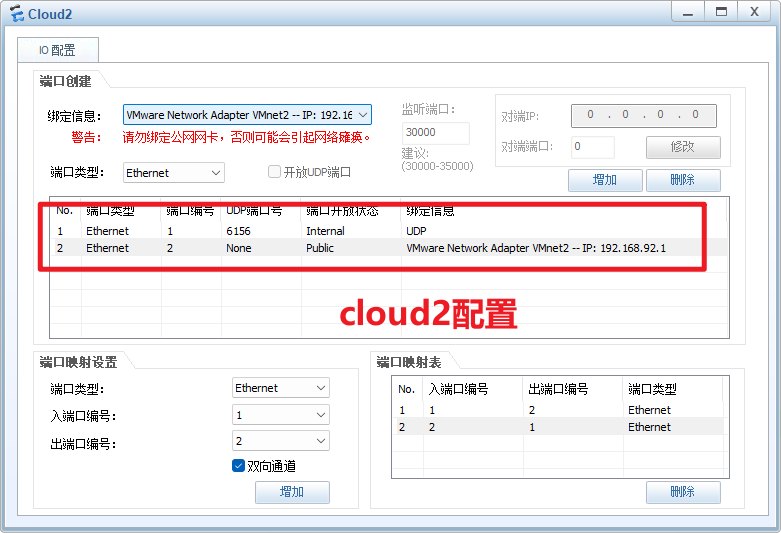 Cloud2
IO 配置
端口创建
绑定信息: VMware Network Adapter VMnet2 -- IP: 192.16
警告: 请勿绑定公网网卡，否则可能会引起网络瘫痪。
端口类型: Ethernet 开放UDP端口
监听端口:
30000
建议:
(30000-35000)
对端IP: 0 . 0 . 0 . 0
对端端口: 0 修改
增加 删除
No. 端口类型 端口编号 UDP端口号 端口开放状态 绑定信息
1 Ethernet 1 6156 Internal UDP
2 Ethernet 2 None Public VMware Network Adapter VMnet2 -- IP: 192.168.92.1
cloud2配置
端口映射设置
端口类型: Ethernet
入端口编号: 1
出端口编号: 2
双向通道
增加
端口映射表
No. 入端口编号 出端口编号 端口类型
1 1 2 Ethernet
2 2 1 Ethernet
删除